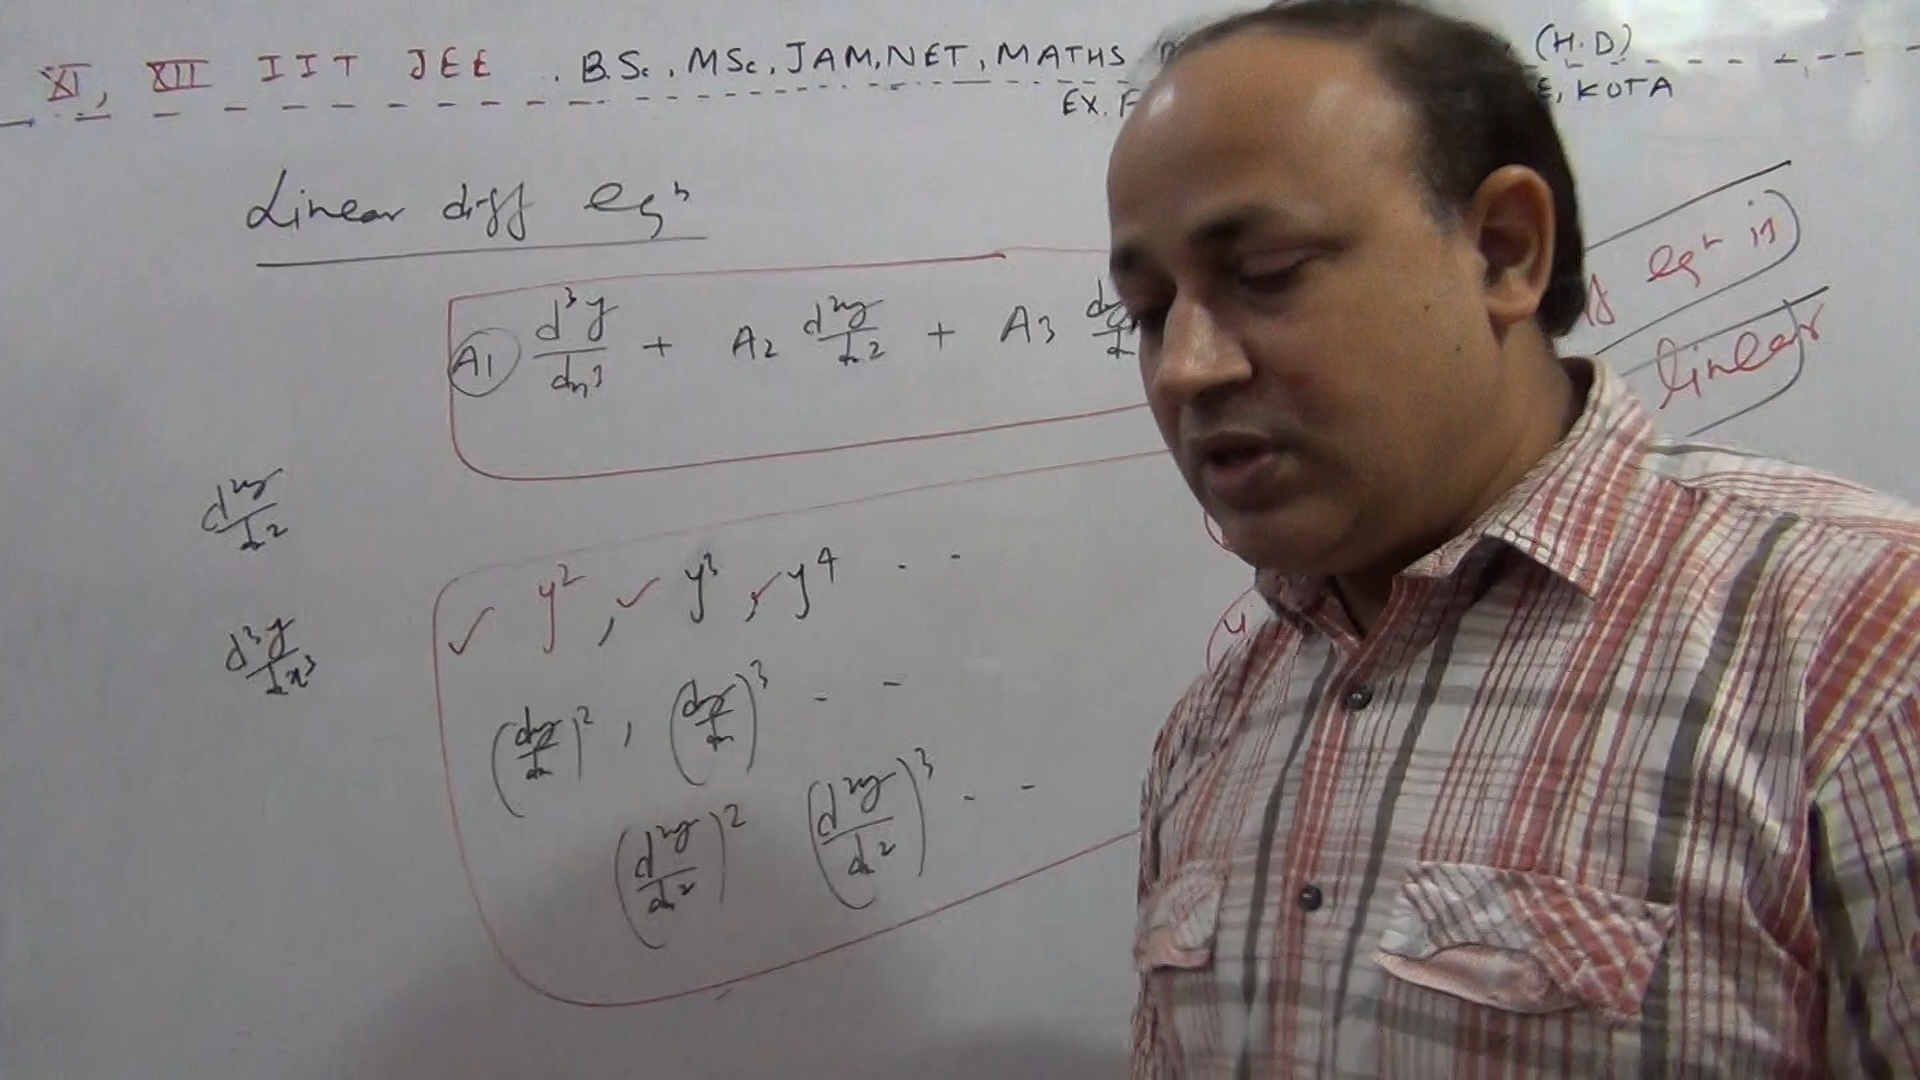 XI, XII IIT JEE . B.Sc, MSc, JAM, NET, MATHS (H.D)
EX. F E, KOTA
Linear diff eqⁿ
eqⁿ is
linear
A1 d³y/dx³ + A2 d²y/dx² + A3 dy/d
d²y/dx²
y², y³, y⁴ . .
d³y/dx³
4
(dy/dx)², (dy/dx)³ - -
(d²y/dx²)² (d²y/dx²)³ - -